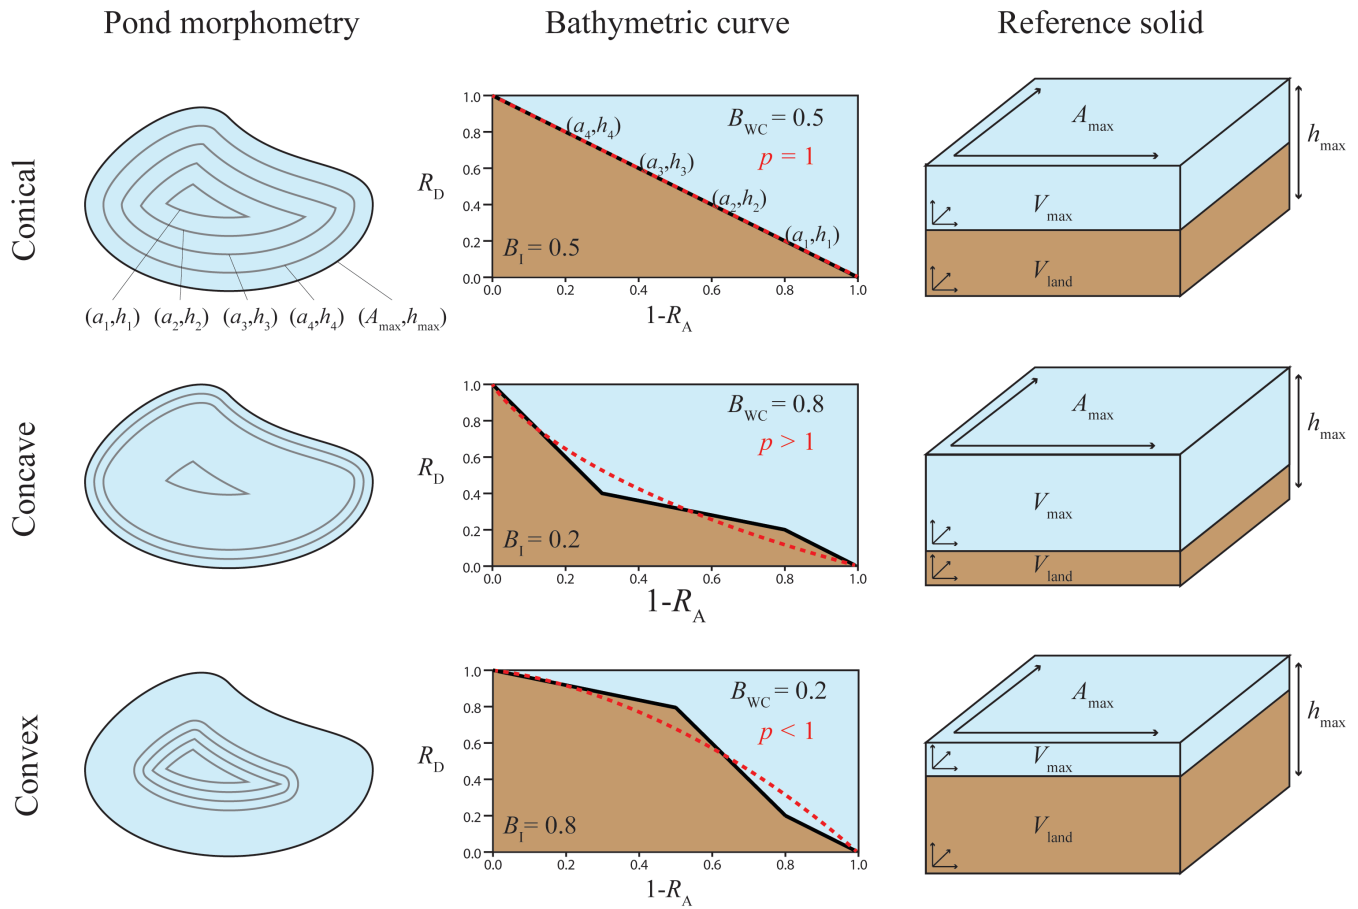 Pond morphometry
Bathymetric curve
Reference solid
Conical
(a1,h1) (a2,h2) (a3,h3) (a4,h4) (Amax,hmax)
RD
1.0
0.8
0.6
0.4
0.2
0.0
0.0 0.2 0.4 0.6 0.8 1.0
1-RA
(a4,h4)
(a3,h3)
(a2,h2)
(a1,h1)
BWC = 0.5
p = 1
BI = 0.5
Amax
hmax
Vmax
Vland
Concave
RD
1.0
0.8
0.6
0.4
0.2
0.0
0.0 0.2 0.4 0.6 0.8 1.0
1-RA
BWC = 0.8
p > 1
BI = 0.2
Amax
hmax
Vmax
Vland
Convex
RD
1.0
0.8
0.6
0.4
0.2
0.0
0.0 0.2 0.4 0.6 0.8 1.0
1-RA
BWC = 0.2
p < 1
BI = 0.8
Amax
hmax
Vmax
Vland